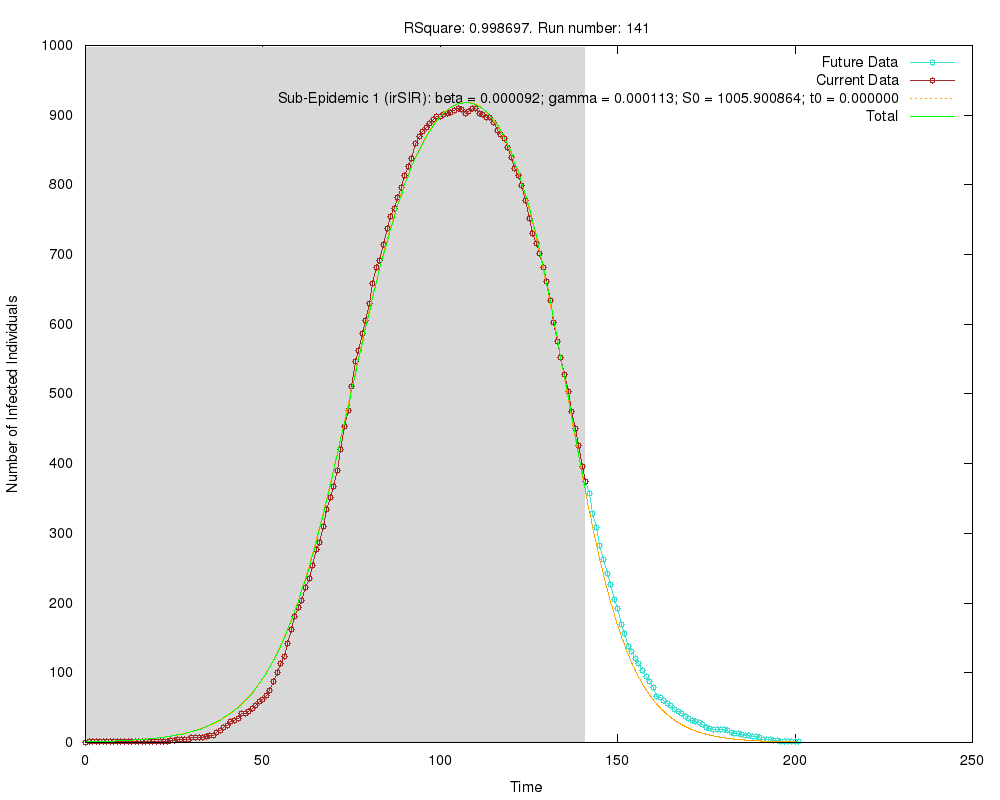 RSquare: 0.998697. Run number: 141
Future Data
Current Data
Sub-Epidemic 1 (irSIR): beta = 0.000092; gamma = 0.000113; S0 = 1005.900864; t0 = 0.000000
Total
1000
900
800
700
600
500
400
300
200
100
0
Number of Infected Individuals
0 50 100 150 200 250
Time